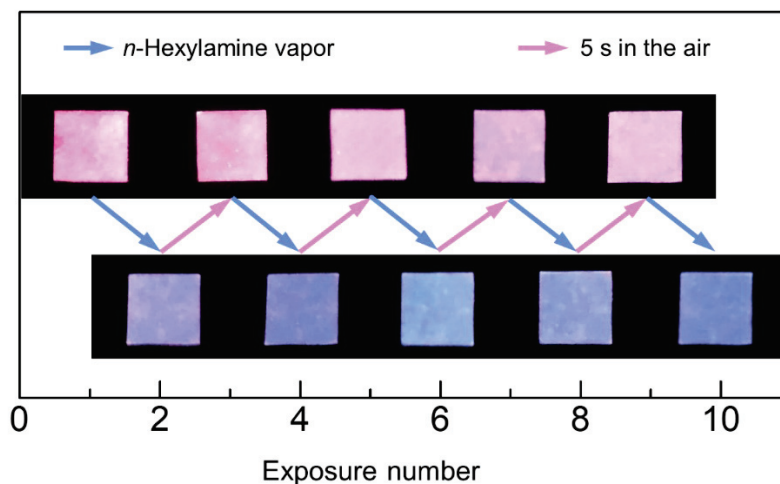 n-Hexylamine vapor
5 s in the air
0 2 4 6 8 10
Exposure number